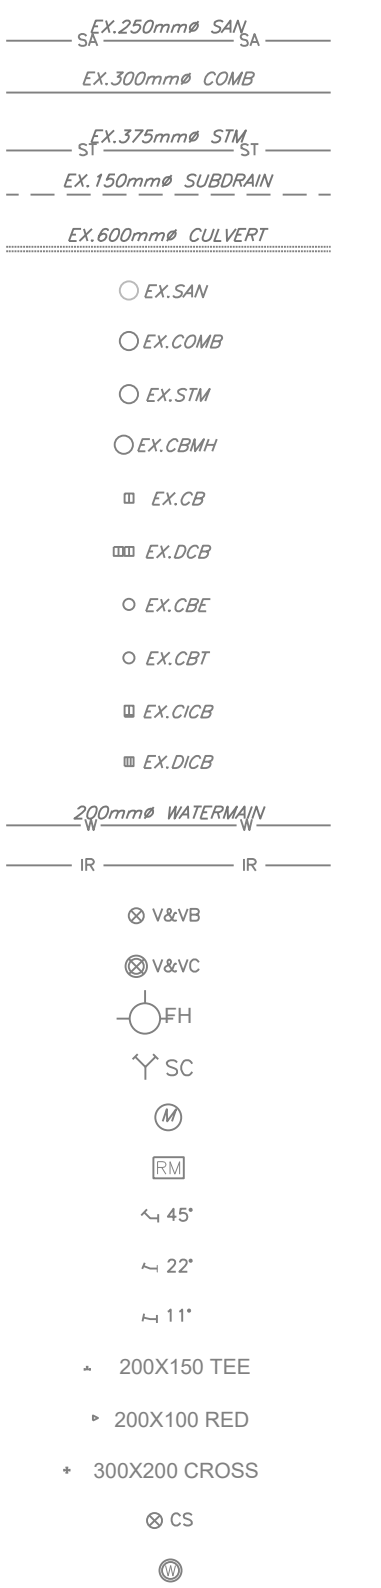 EX.250mmø SAN
SA SA
EX.300mmø COMB
EX.375mmø STM
ST ST
EX.150mmø SUBDRAIN
EX.600mmø CULVERT
EX.SAN
EX.COMB
EX.STM
EX.CBMH
EX.CB
EX.DCB
EX.CBE
EX.CBT
EX.CICB
EX.DICB
200mmø WATERMAIN
W W
IR IR
V&VB
V&VC
FH
SC
M
RM
45°
22°
11°
200X150 TEE
200X100 RED
300X200 CROSS
CS
W